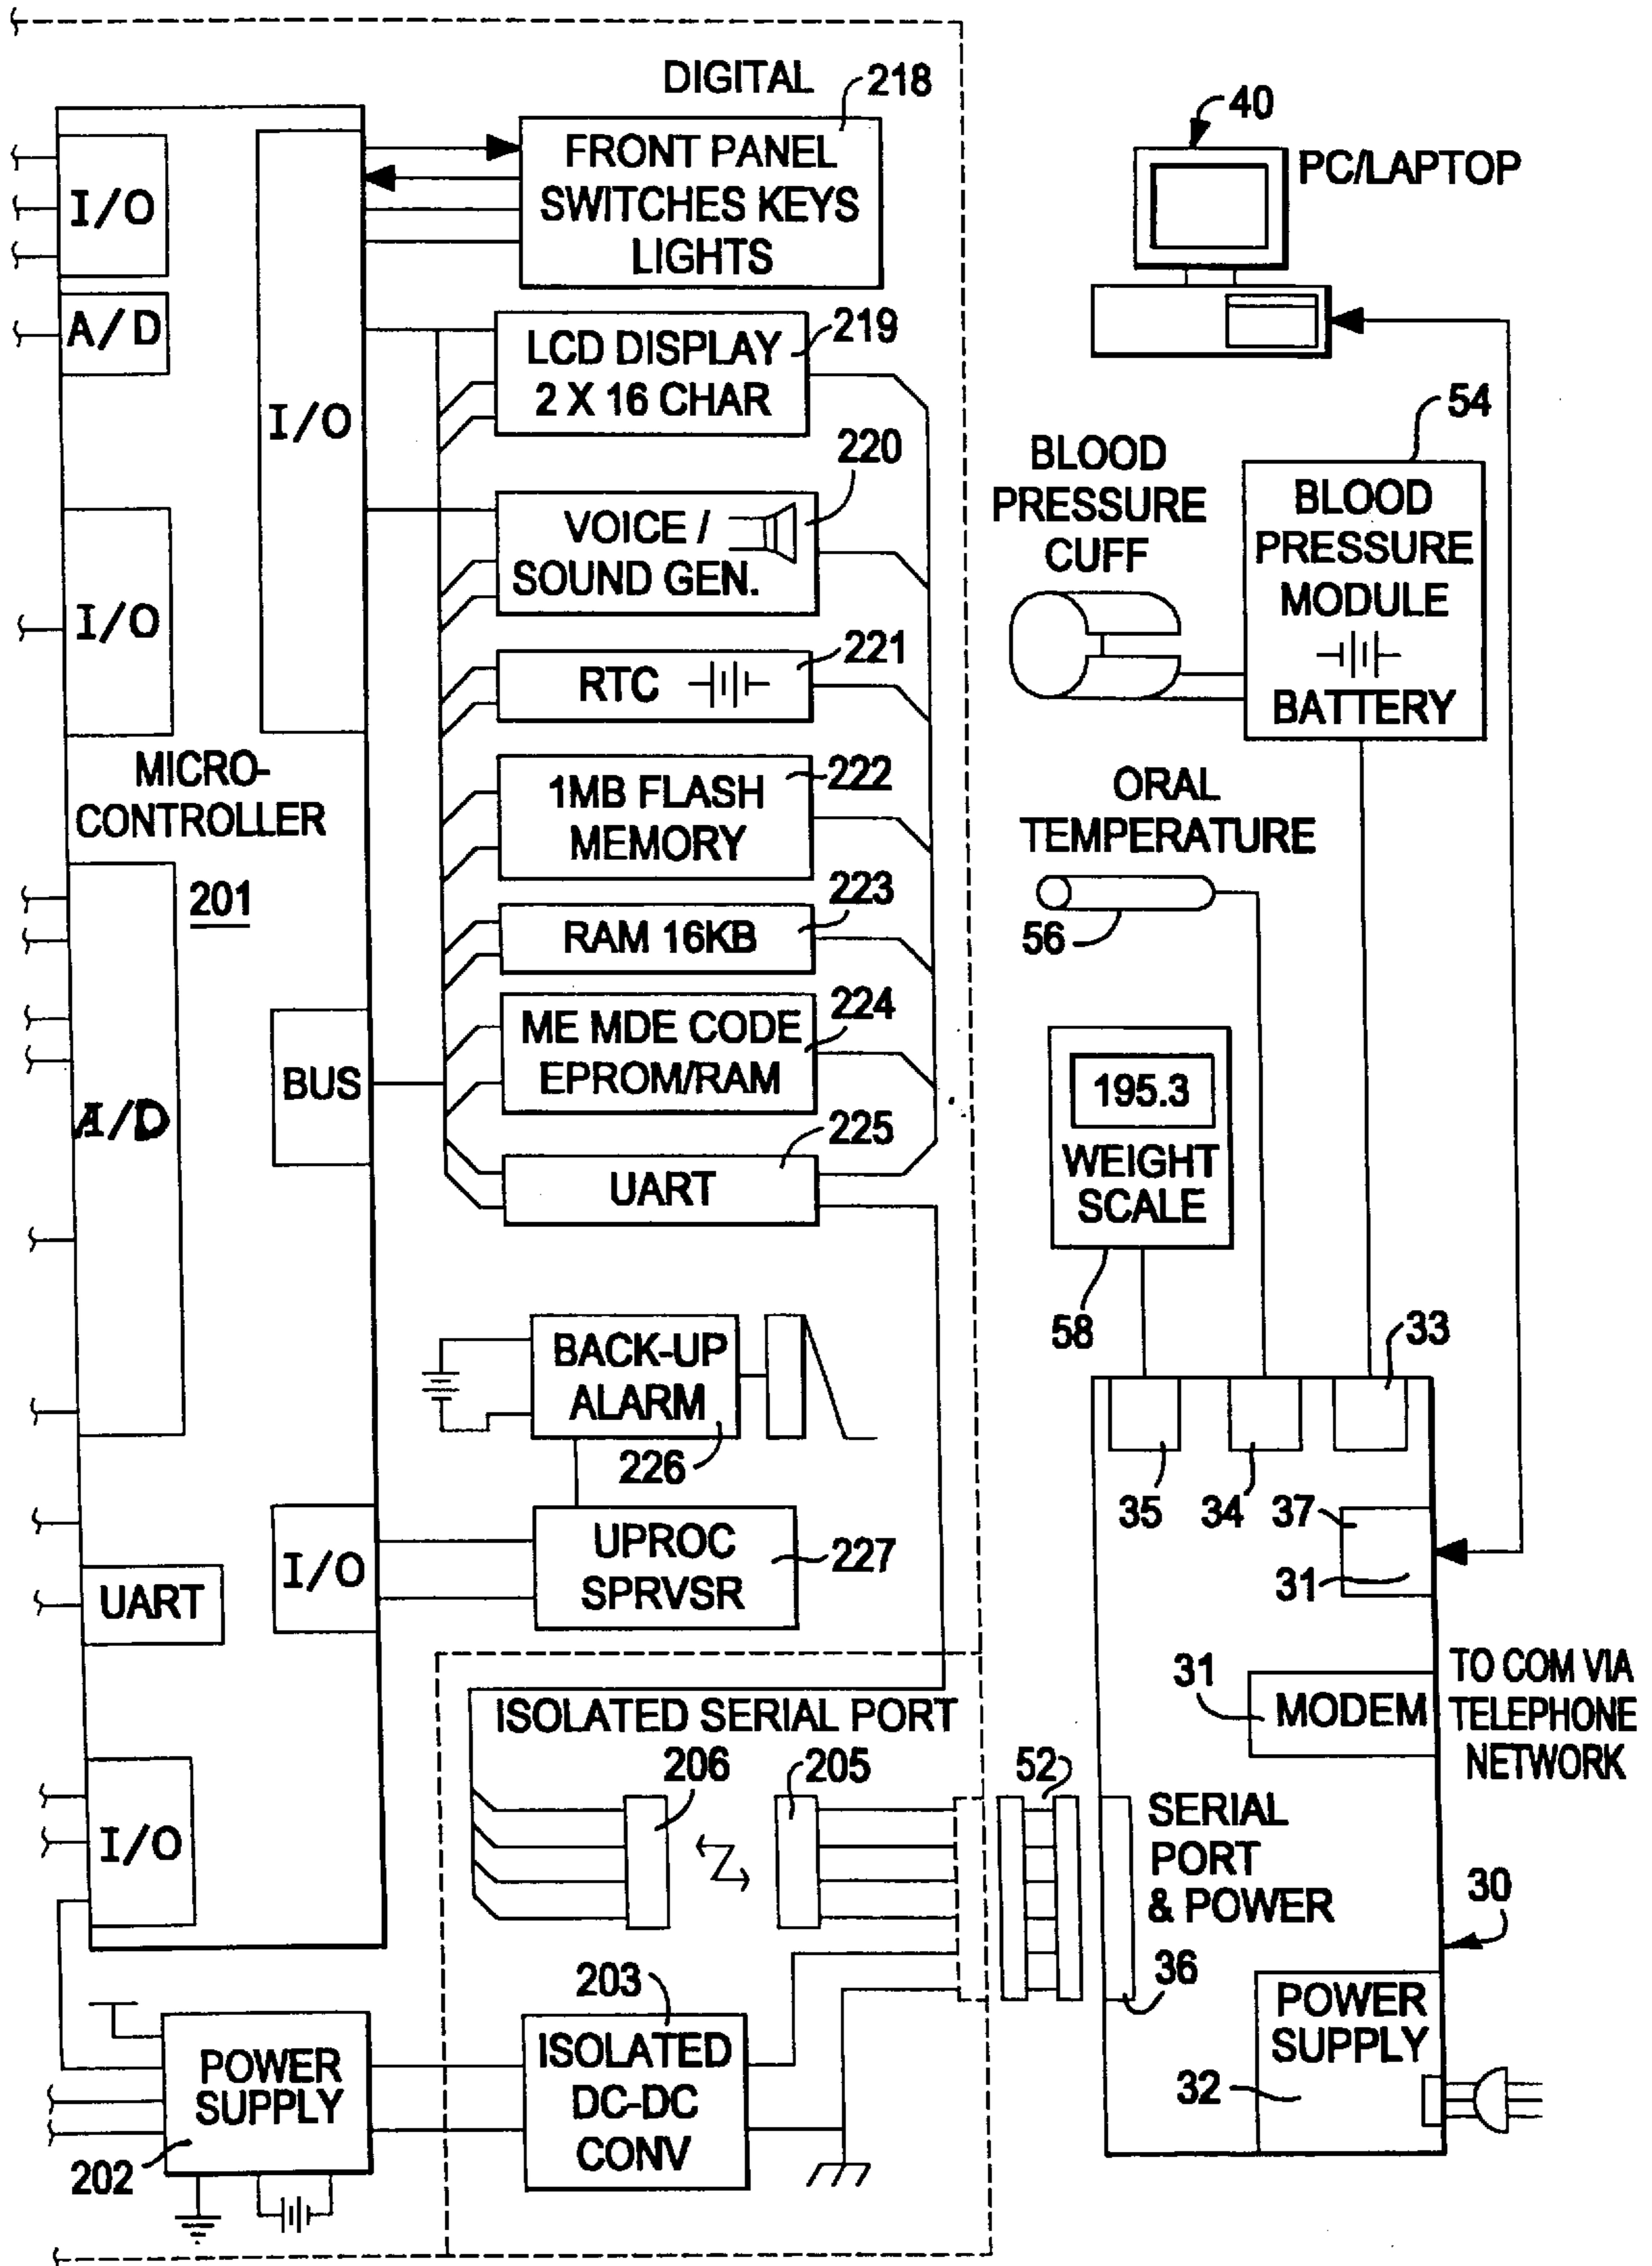 DIGITAL
218
FRONT PANEL
SWITCHES KEYS
LIGHTS
I/O
A/D
I/O
LCD DISPLAY
2 X 16 CHAR
219
220
VOICE /
SOUND GEN.
I/O
RTC
221
MICRO-
CONTROLLER
201
1MB FLASH
MEMORY
222
RAM 16KB
223
ME MDE CODE
EPROM/RAM
224
BUS
A/D
UART
225
BACK-UP
ALARM
226
I/O
UPROC
SPRVSR
227
UART
I/O
ISOLATED SERIAL PORT
206
205
203
ISOLATED
DC-DC
CONV
POWER
SUPPLY
202
40
PC/LAPTOP
54
BLOOD
PRESSURE
CUFF
BLOOD
PRESSURE
MODULE
BATTERY
ORAL
TEMPERATURE
56
195.3
WEIGHT
SCALE
58
33
35
34
37
31
31
MODEM
TO COM VIA
TELEPHONE
NETWORK
52
SERIAL
PORT
& POWER
36
30
POWER
SUPPLY
32